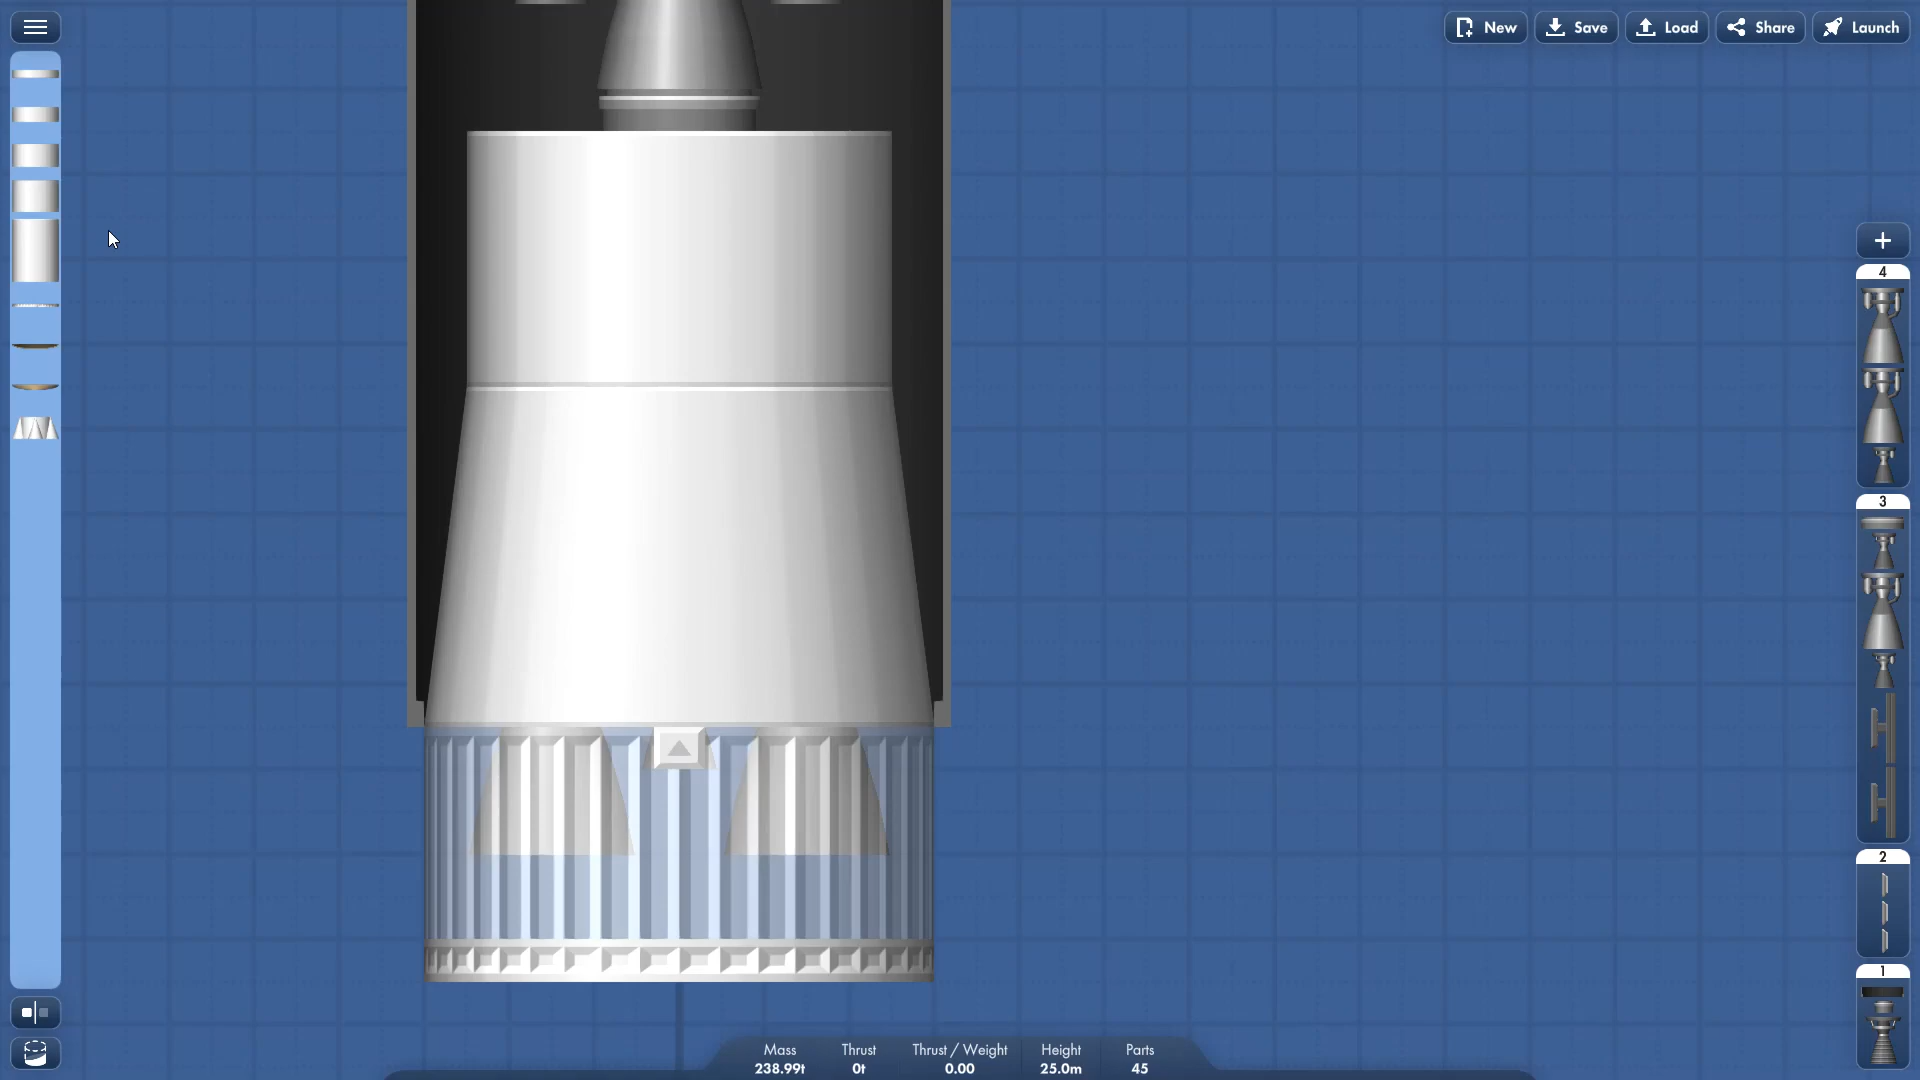 New
Save
Load
Share
Launch
4
3
2
1
Mass
238.99t
Thrust
0t
Thrust / Weight
0.00
Height
25.0m
Parts
45